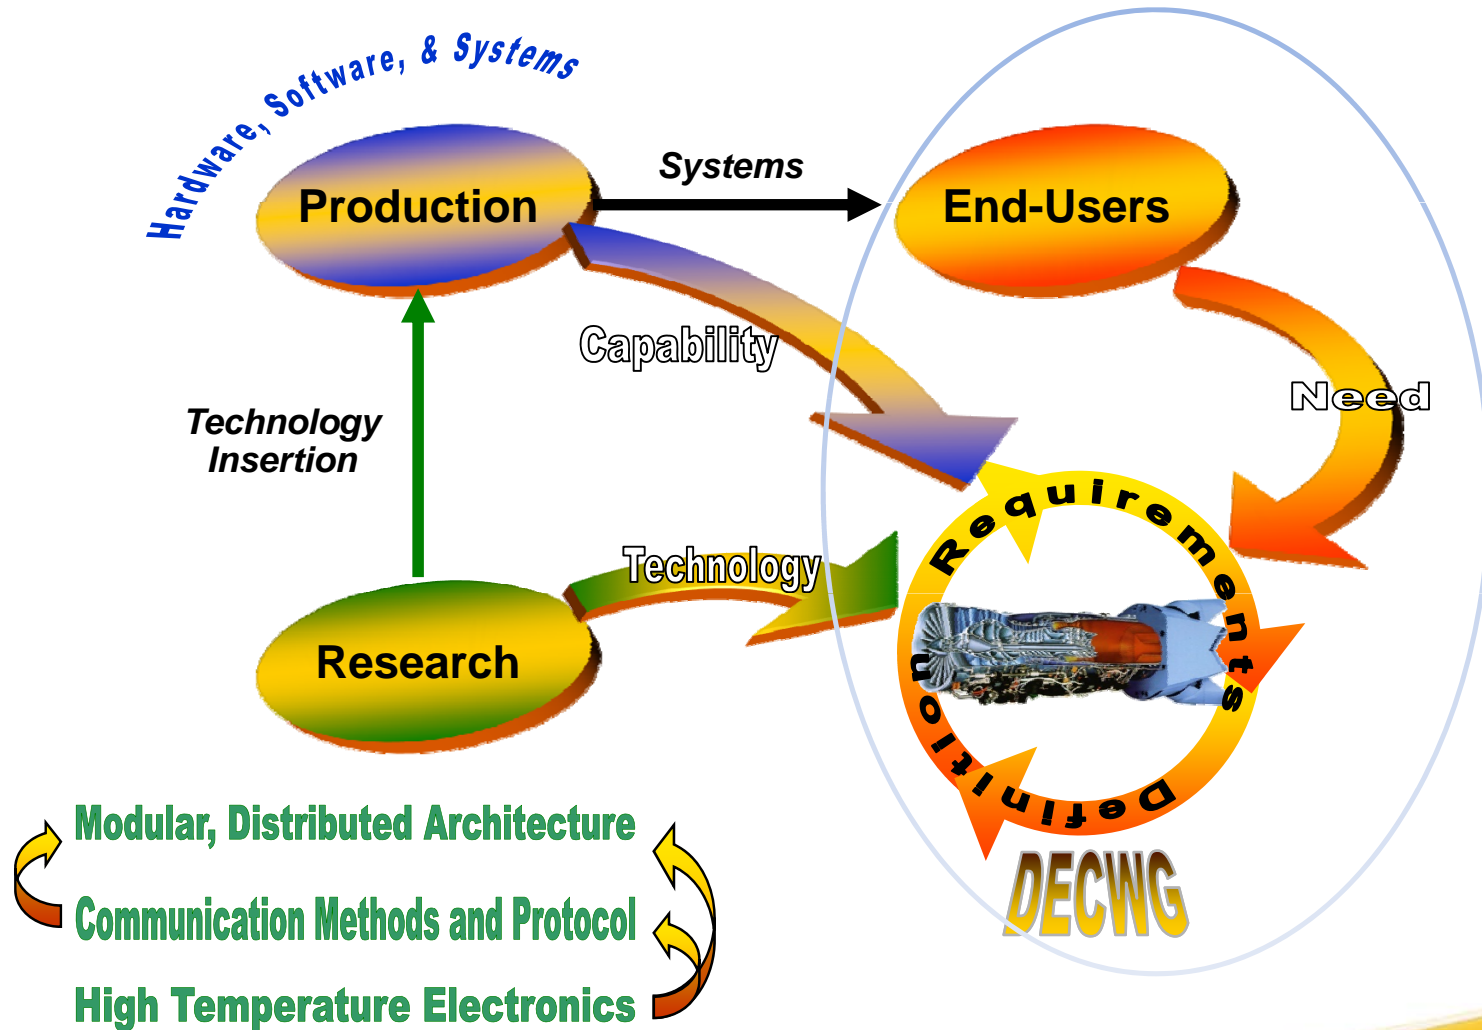 Hardware, Software, & Systems
Production
Systems
End-Users
Capability
Need
Technology
Insertion
Technology
Requirements
Definition
Research
DECWG
Modular, Distributed Architecture
Communication Methods and Protocol
High Temperature Electronics